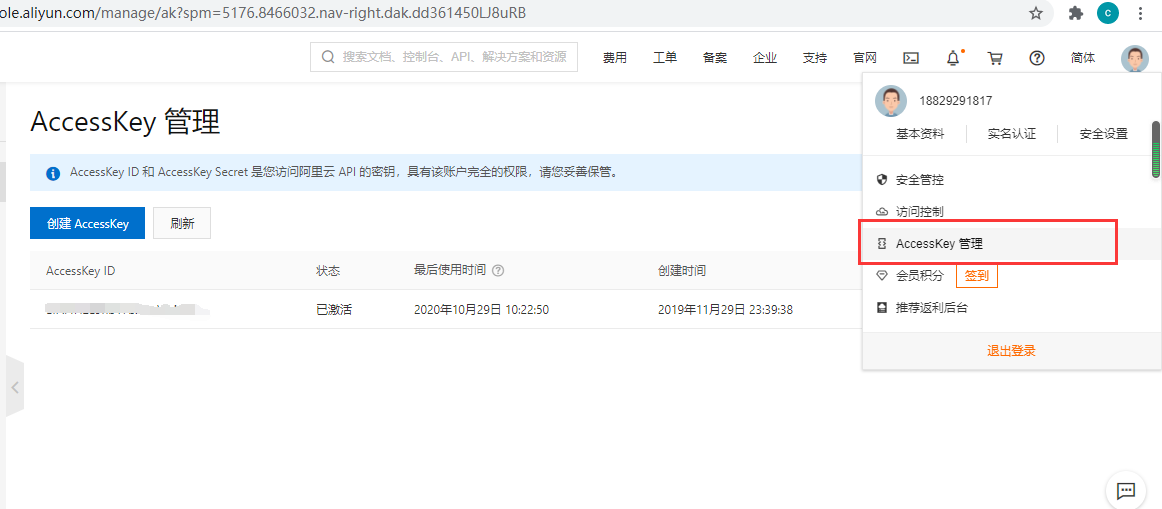 ole.aliyun.com/manage/ak?spm=5176.8466032.nav-right.dak.dd361450LJ8uRB
C
搜索文档、控制台、API、解决方案和资源 费用 工单 备案 企业 支持 官网 简体
18829291817
基本资料 实名认证 安全设置
AccessKey 管理
AccessKey ID 和 AccessKey Secret 是您访问阿里云 API 的密钥，具有该账户完全的权限，请您妥善保管。
安全管控
访问控制
AccessKey 管理
会员积分 签到
推荐返利后台
退出登录
创建 AccessKey 刷新
AccessKey ID 状态 最后使用时间 创建时间
已激活 2020年10月29日 10:22:50 2019年11月29日 23:39:38